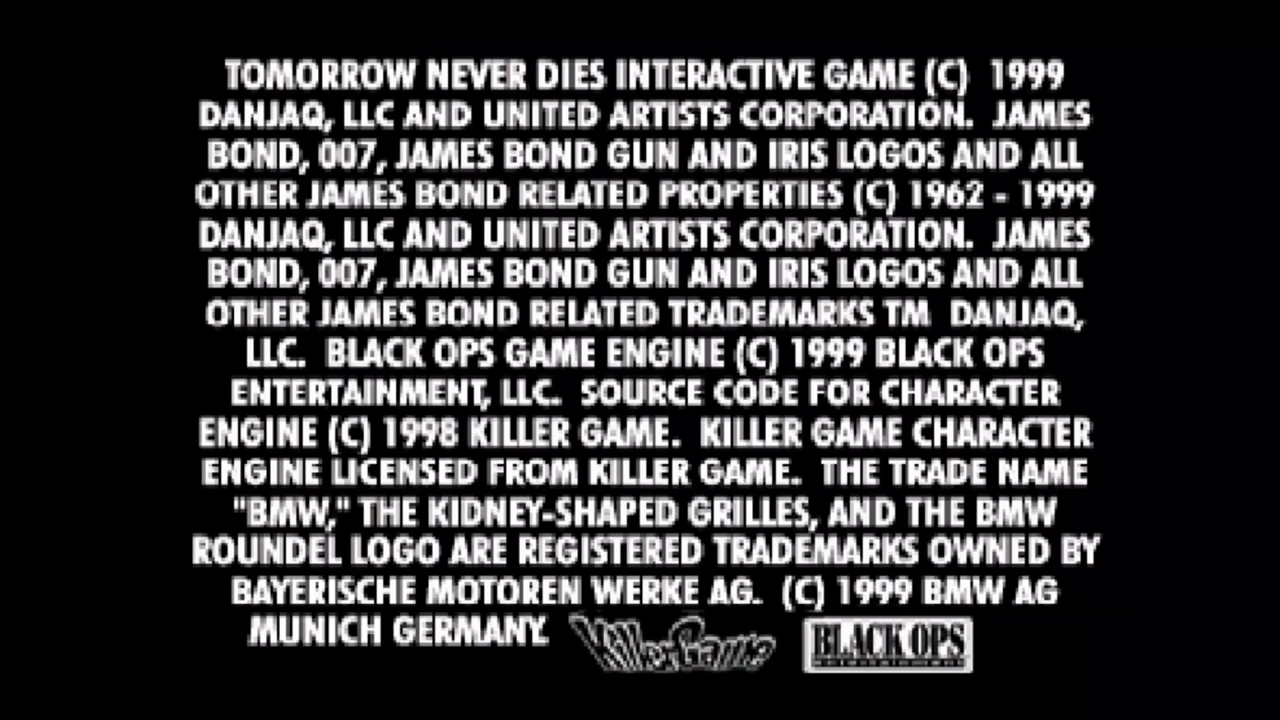 TOMORROW NEVER DIES INTERACTIVE GAME (C)  1999
DANJAQ, LLC AND UNITED ARTISTS CORPORATION.  JAMES
BOND, 007, JAMES BOND GUN AND IRIS LOGOS AND ALL
OTHER JAMES BOND RELATED PROPERTIES (C) 1962 - 1999
DANJAQ, LLC AND UNITED ARTISTS CORPORATION.  JAMES
BOND, 007, JAMES BOND GUN AND IRIS LOGOS AND ALL
OTHER JAMES BOND RELATED TRADEMARKS TM  DANJAQ,
LLC.  BLACK OPS GAME ENGINE (C) 1999 BLACK OPS
ENTERTAINMENT, LLC.  SOURCE CODE FOR CHARACTER
ENGINE (C) 1998 KILLER GAME.  KILLER GAME CHARACTER
ENGINE LICENSED FROM KILLER GAME.  THE TRADE NAME
"BMW," THE KIDNEY-SHAPED GRILLES, AND THE BMW
ROUNDEL LOGO ARE REGISTERED TRADEMARKS OWNED BY
BAYERISCHE MOTOREN WERKE AG.  (C) 1999 BMW AG
MUNICH GERMANY. Killer Game BLACK OPS